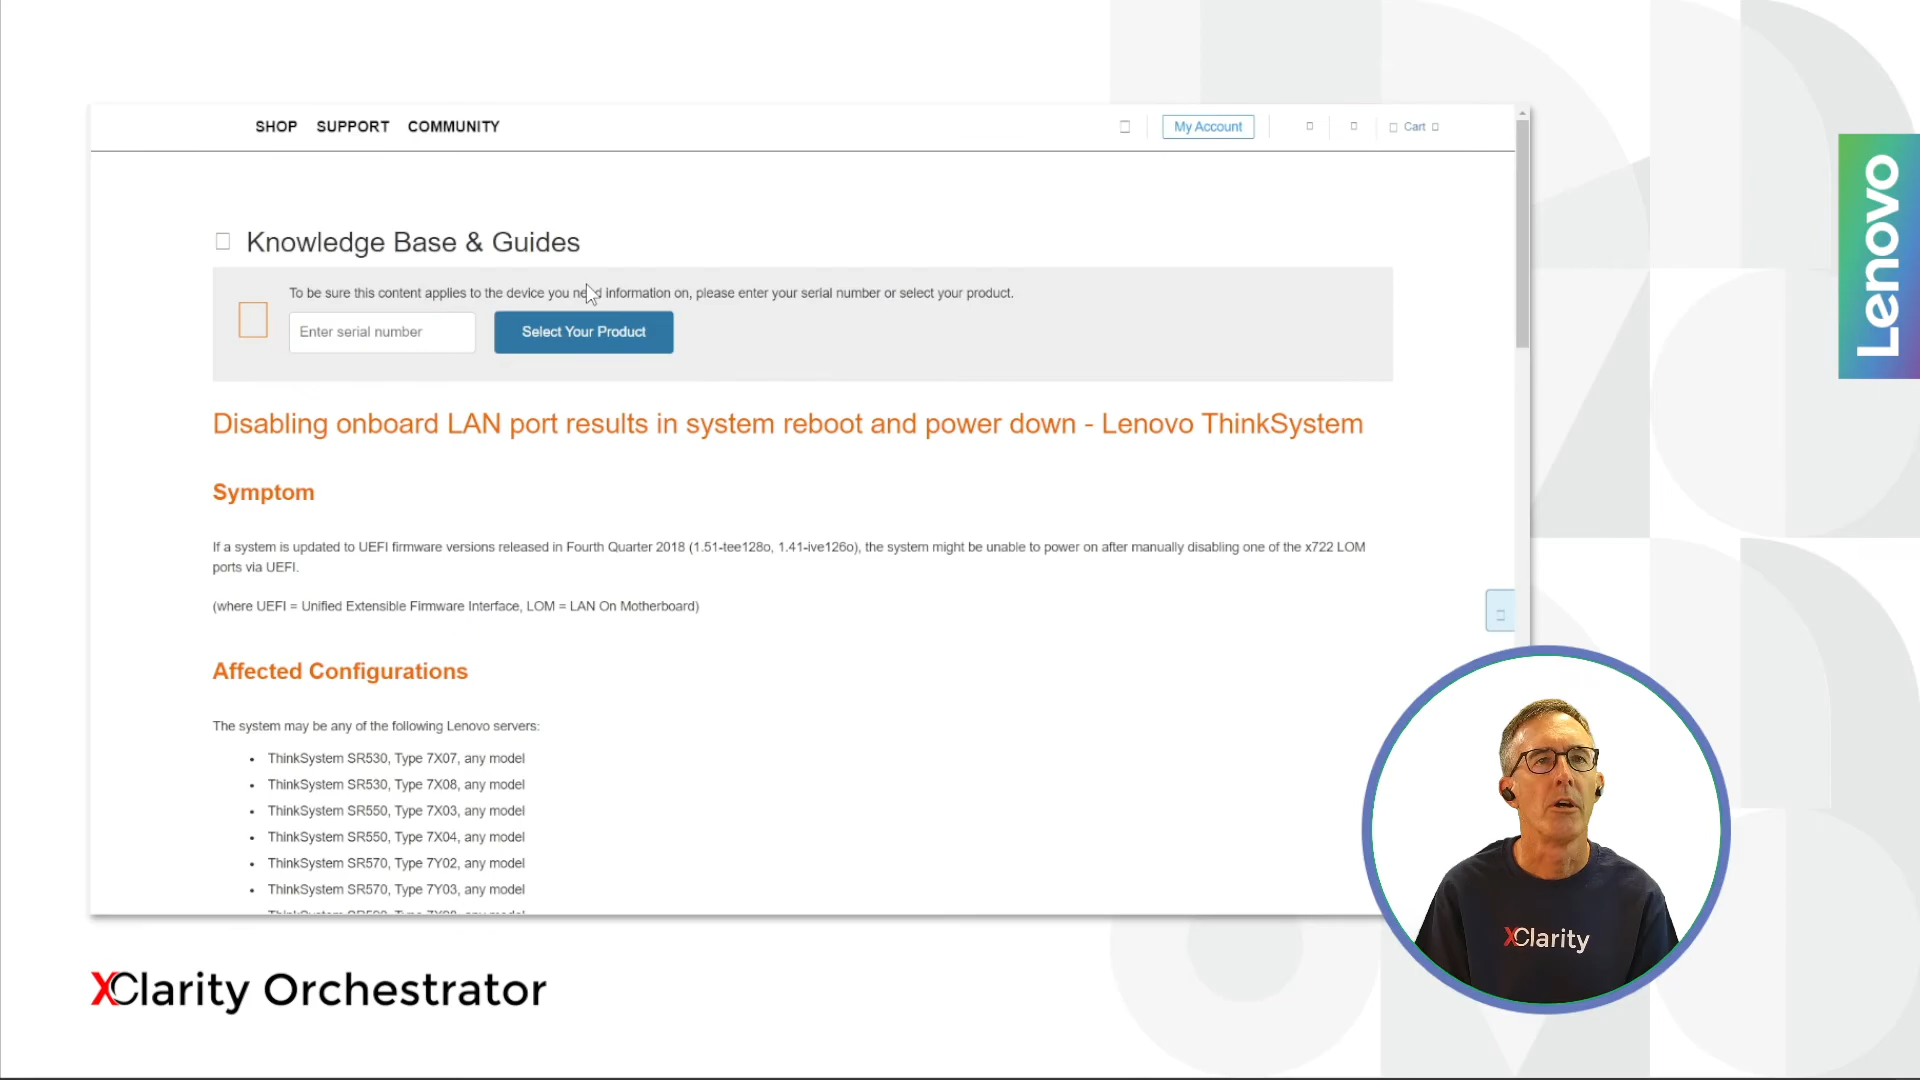 SHOP SUPPORT COMMUNITY My Account Cart
Knowledge Base & Guides
To be sure this content applies to the device you need information on, please enter your serial number or select your product.
Enter serial number Select Your Product
Disabling onboard LAN port results in system reboot and power down - Lenovo ThinkSystem
Symptom
If a system is updated to UEFI firmware versions released in Fourth Quarter 2018 (1.51-tee128o, 1.41-ive126o), the system might be unable to power on after manually disabling one of the x722 LOM
ports via UEFI.
(where UEFI = Unified Extensible Firmware Interface, LOM = LAN On Motherboard)
Affected Configurations
The system may be any of the following Lenovo servers:
• ThinkSystem SR530, Type 7X07, any model
• ThinkSystem SR530, Type 7X08, any model
• ThinkSystem SR550, Type 7X03, any model
• ThinkSystem SR550, Type 7X04, any model
• ThinkSystem SR570, Type 7Y02, any model
• ThinkSystem SR570, Type 7Y03, any model
Lenovo
XClarity
XClarity Orchestrator